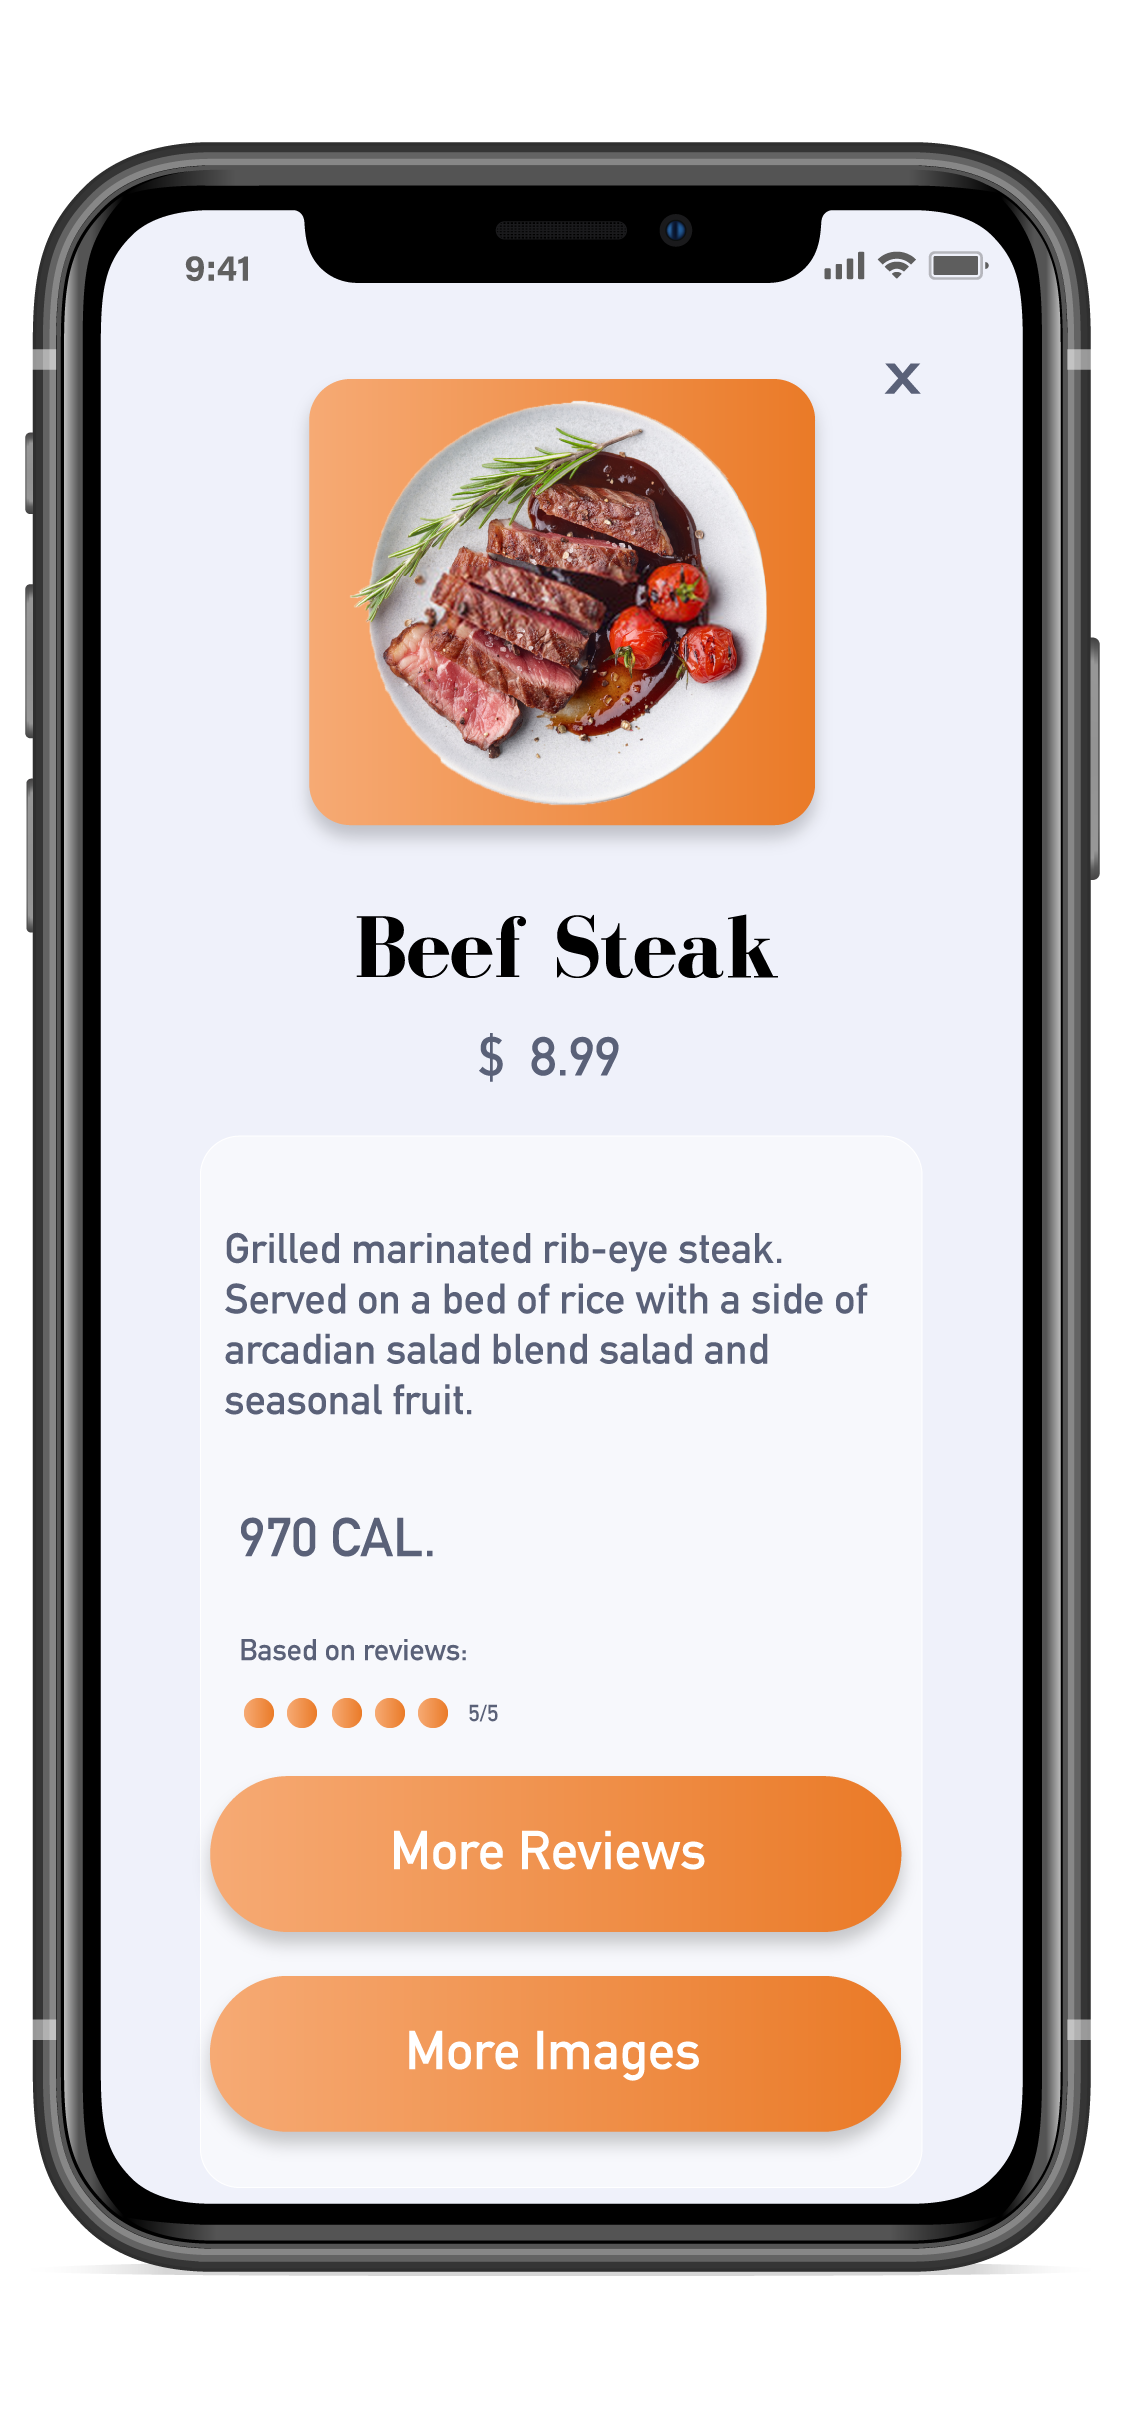 9:41
X
Beef Steak
$ 8.99
Grilled marinated rib-eye steak.
Served on a bed of rice with a side of
arcadian salad blend salad and
seasonal fruit.
970 CAL.
Based on reviews:
5/5
More Reviews
More Images